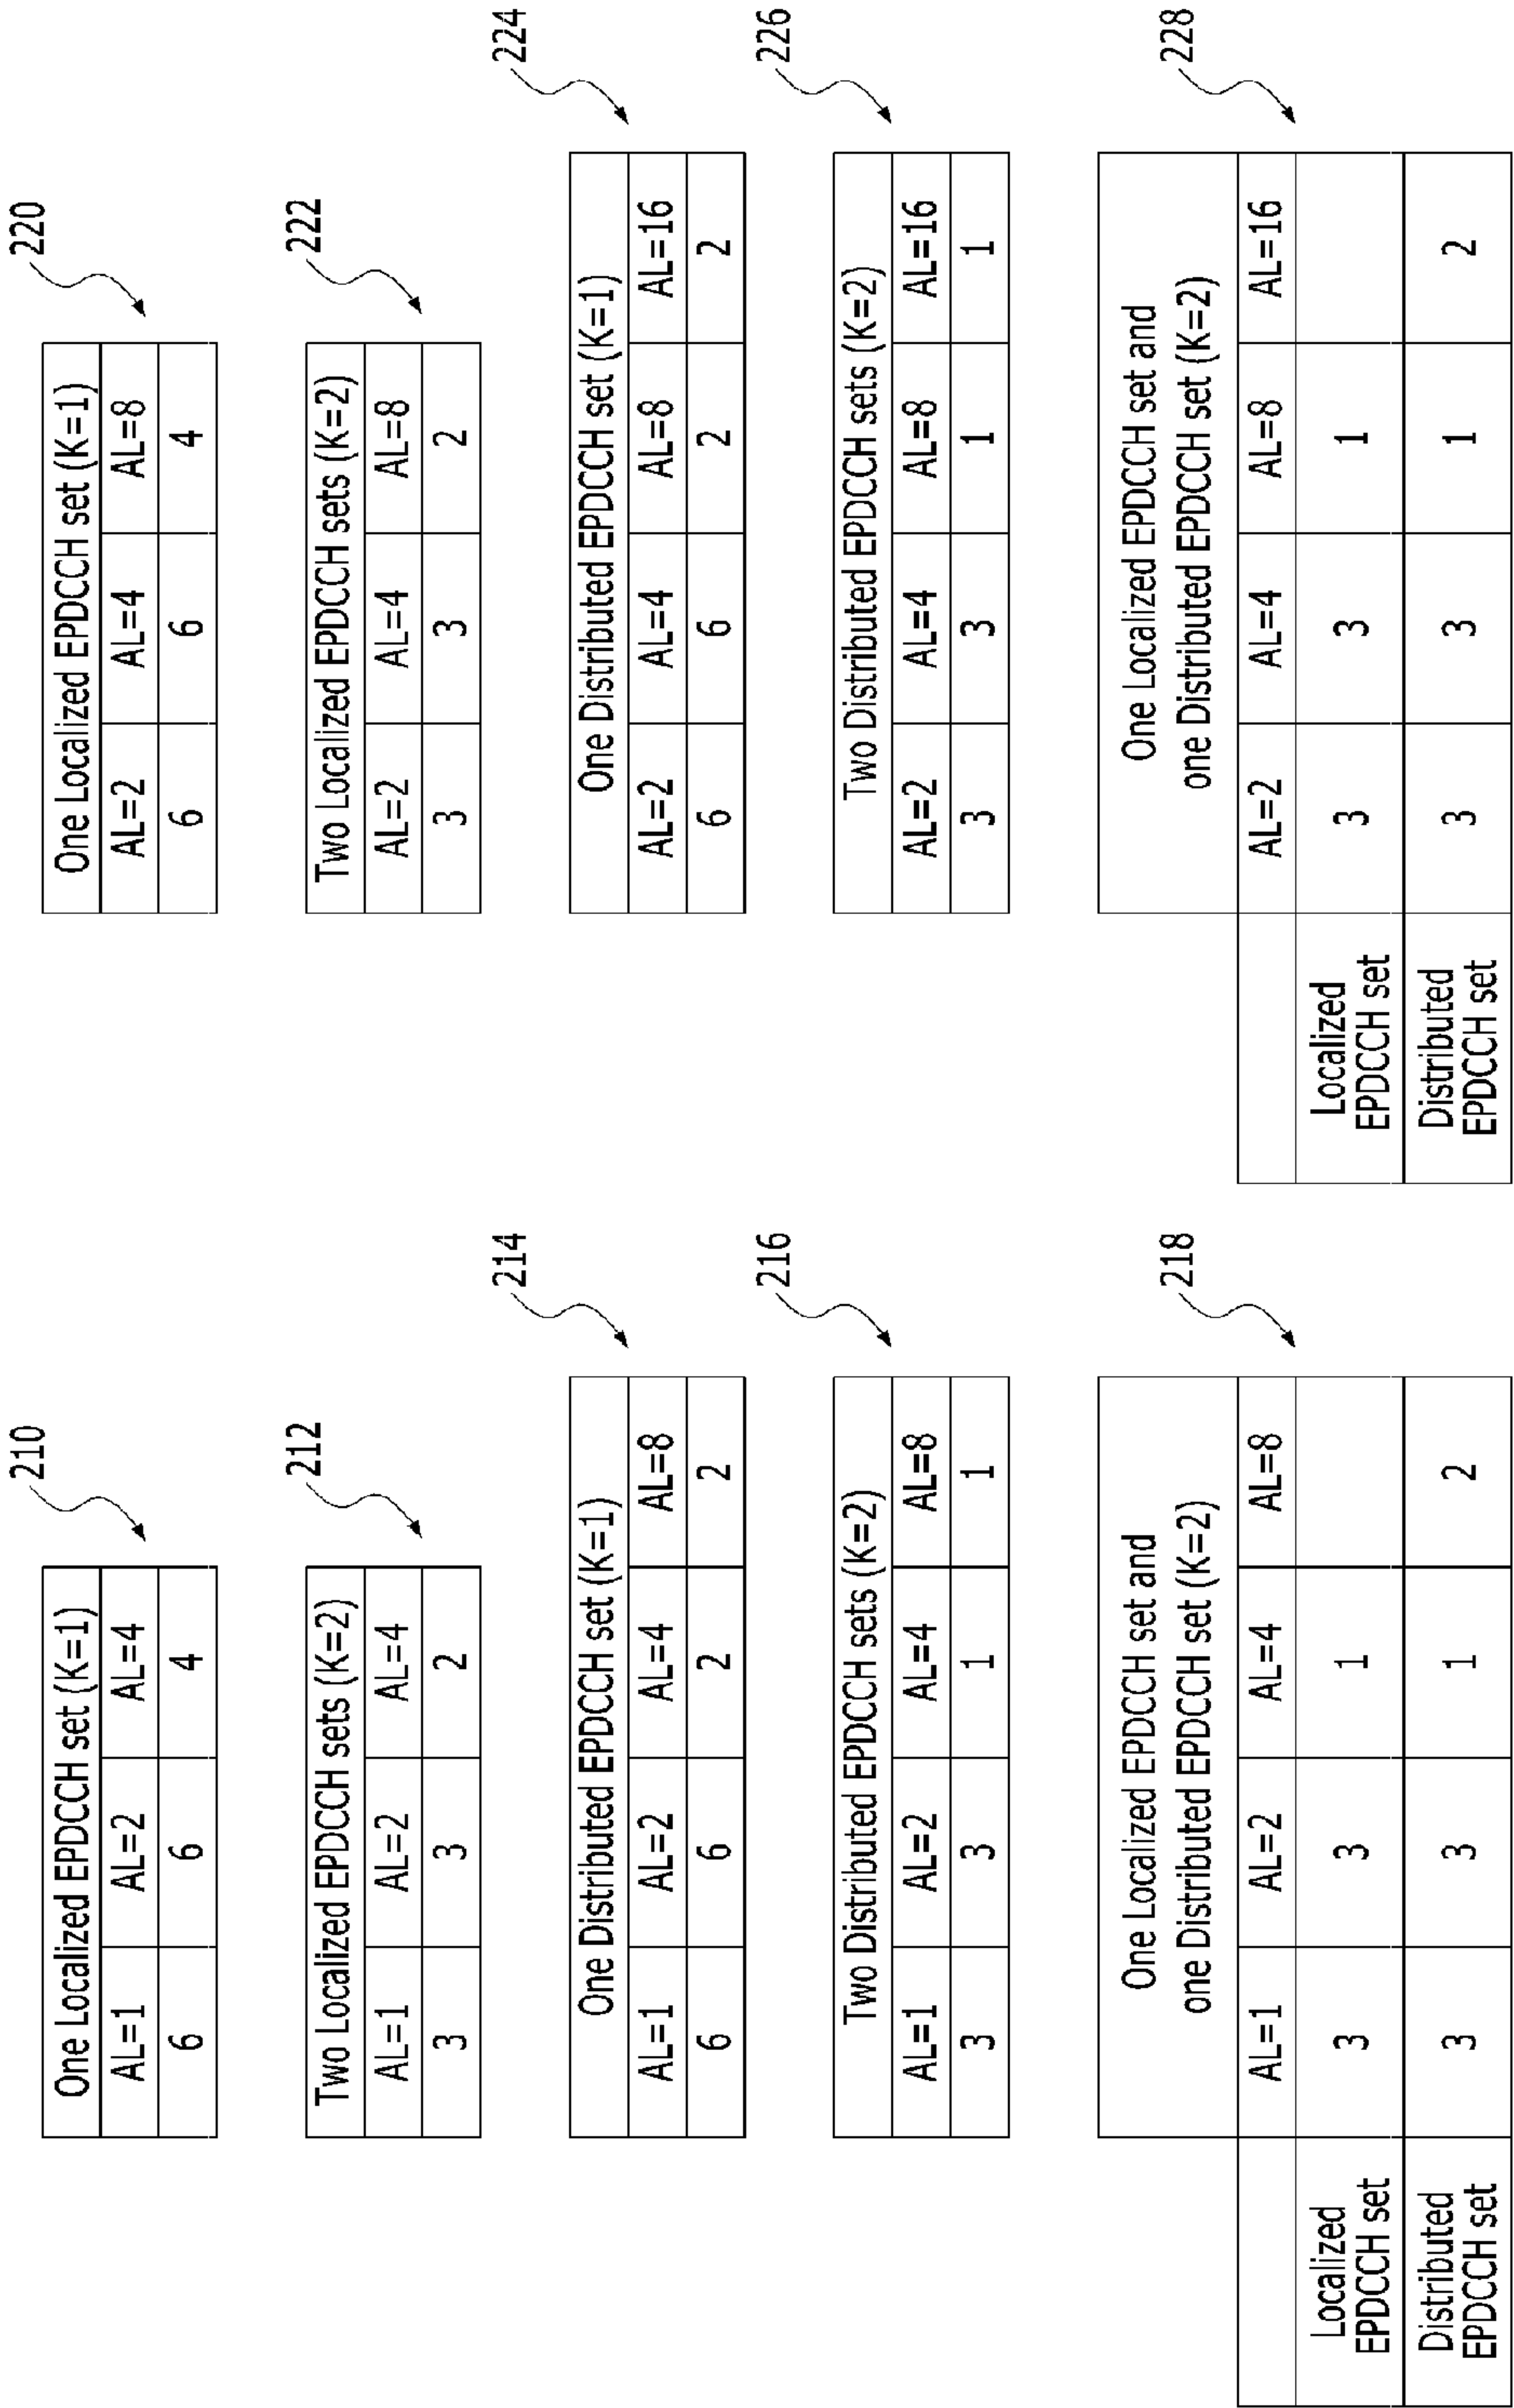 210
One Localized EPDCCH set (K=1)
AL=1 AL=2 AL=4
6 6 4
212
Two Localized EPDCCH sets (K=2)
AL=1 AL=2 AL=4
3 3 2
214
One Distributed EPDCCH set (K=1)
AL=1 AL=2 AL=4 AL=8
6 6 2 2
216
Two Distributed EPDCCH sets (K=2)
AL=1 AL=2 AL=4 AL=8
3 3 1 1
218
One Localized EPDCCH set and
one Distributed EPDCCH set (K=2)
AL=1 AL=2 AL=4 AL=8
Localized
EPDCCH set
3 3 1
Distributed
EPDCCH set
3 3 1 2
220
One Localized EPDCCH set (K=1)
AL=2 AL=4 AL=8
6 6 4
222
Two Localized EPDCCH sets (K=2)
AL=2 AL=4 AL=8
3 3 2
224
One Distributed EPDCCH set (K=1)
AL=2 AL=4 AL=8 AL=16
6 6 2 2
226
Two Distributed EPDCCH sets (K=2)
AL=2 AL=4 AL=8 AL=16
3 3 1 1
228
One Localized EPDCCH set and
one Distributed EPDCCH set (K=2)
AL=2 AL=4 AL=8 AL=16
Localized
EPDCCH set
3 3 1
Distributed
EPDCCH set
3 3 1 2